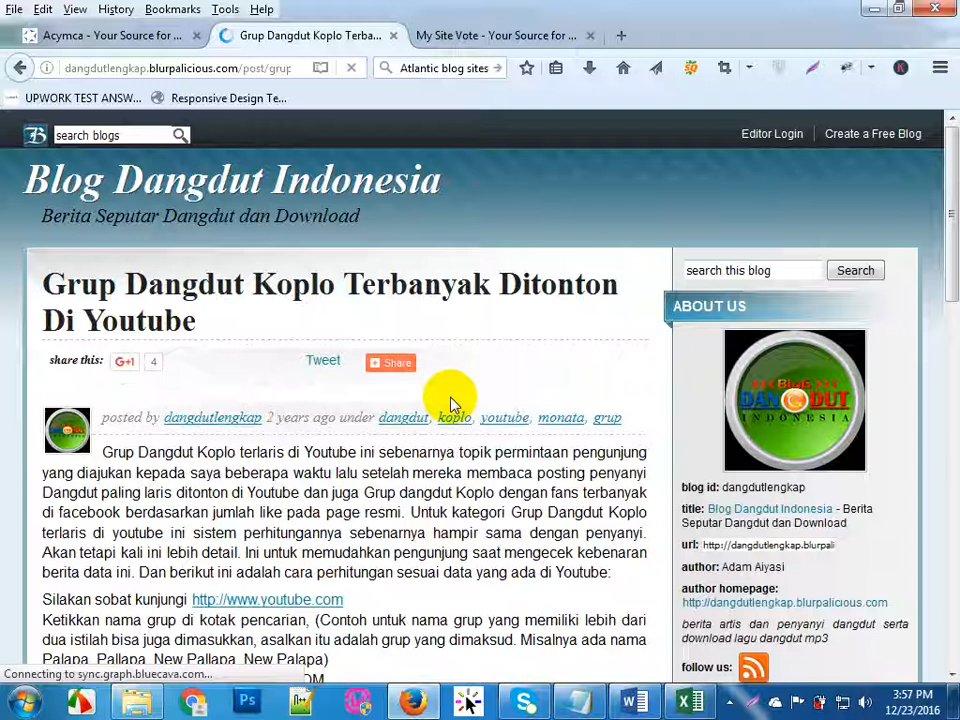 File Edit View History Bookmarks Tools Help
Acymca - Your Source for ...
Grup Dangdut Koplo Terba...
My Site Vote - Your Source for ...
dangdutlengkap.blurpalicious.com/post/grup
Atlantic blog sites
UPWORK TEST ANSW...
Responsive Design Te...
B search blogs
Editor Login Create a Free Blog
Blog Dangdut Indonesia
Berita Seputar Dangdut dan Download
Grup Dangdut Koplo Terbanyak Ditonton
Di Youtube
share this: G+1 4 Tweet Share
posted by dangdutlengkap 2 years ago under dangdut, koplo, youtube, monata, grup
Grup Dangdut Koplo terlaris di Youtube ini sebenarnya topik permintaan pengunjung
yang diajukan kepada saya beberapa waktu lalu setelah mereka membaca posting penyanyi
Dangdut paling laris ditonton di Youtube dan juga Grup dangdut Koplo dengan fans terbanyak
di facebook berdasarkan jumlah like pada page resmi. Untuk kategori Grup Dangdut Koplo
terlaris di youtube ini sistem perhitungannya sebenarnya hampir sama dengan penyanyi.
Akan tetapi kali ini lebih detail. Ini untuk memudahkan pengunjung saat mengecek kebenaran
berita data ini. Dan berikut ini adalah cara perhitungan sesuai data yang ada di Youtube:
Silakan sobat kunjungi http://www.youtube.com
Ketikkan nama grup di kotak pencarian, (Contoh untuk nama grup yang memiliki lebih dari
dua istilah bisa juga dimasukkan, asalkan itu adalah grup yang dimaksud. Misalnya ada nama
Palapa, Pallapa, New Pallapa, New Palapa)
search this blog Search
ABOUT US
BLOG
DANGDUT
INDONESIA
blog id: dangdutlengkap
title: Blog Dangdut Indonesia - Berita
Seputar Dangdut dan Download
url: http://dangdutlengkap.blurpali
author: Adam Aiyasi
author homepage:
http://dangdutlengkap.blurpalicious.com
berita artis dan penyanyi dangdut serta
download lagu dangdut mp3
follow us:
Connecting to sync.graph.bluecava.com...
Ps
3:57 PM
12/23/2016